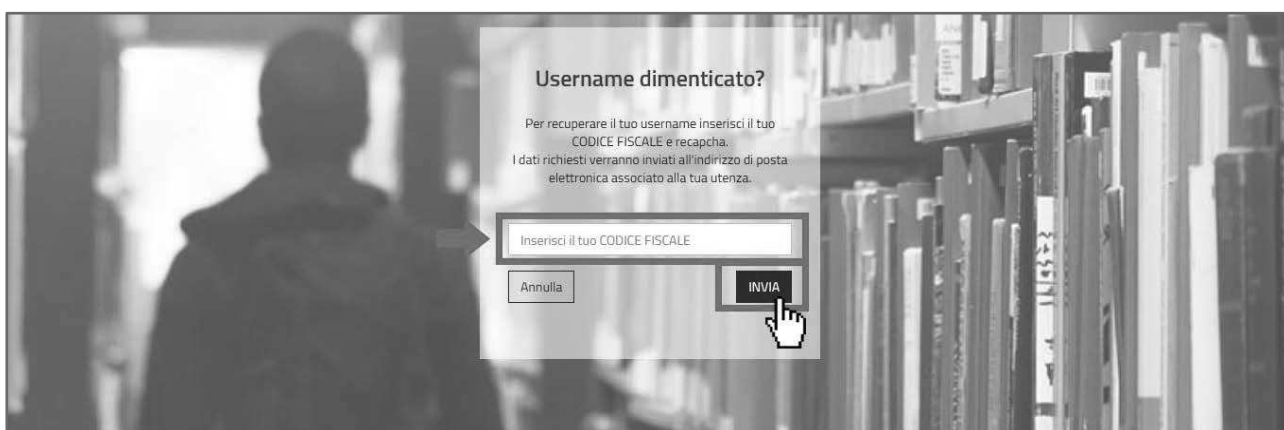 Username dimenticato?
Per recuperare il tuo username inserisci il tuo
CODICE FISCALE e recapcha.
I dati richiesti verranno inviati all'indirizzo di posta
elettronica associato alla tua utenza.
Inserisci il tuo CODICE FISCALE
Annulla
INVIA